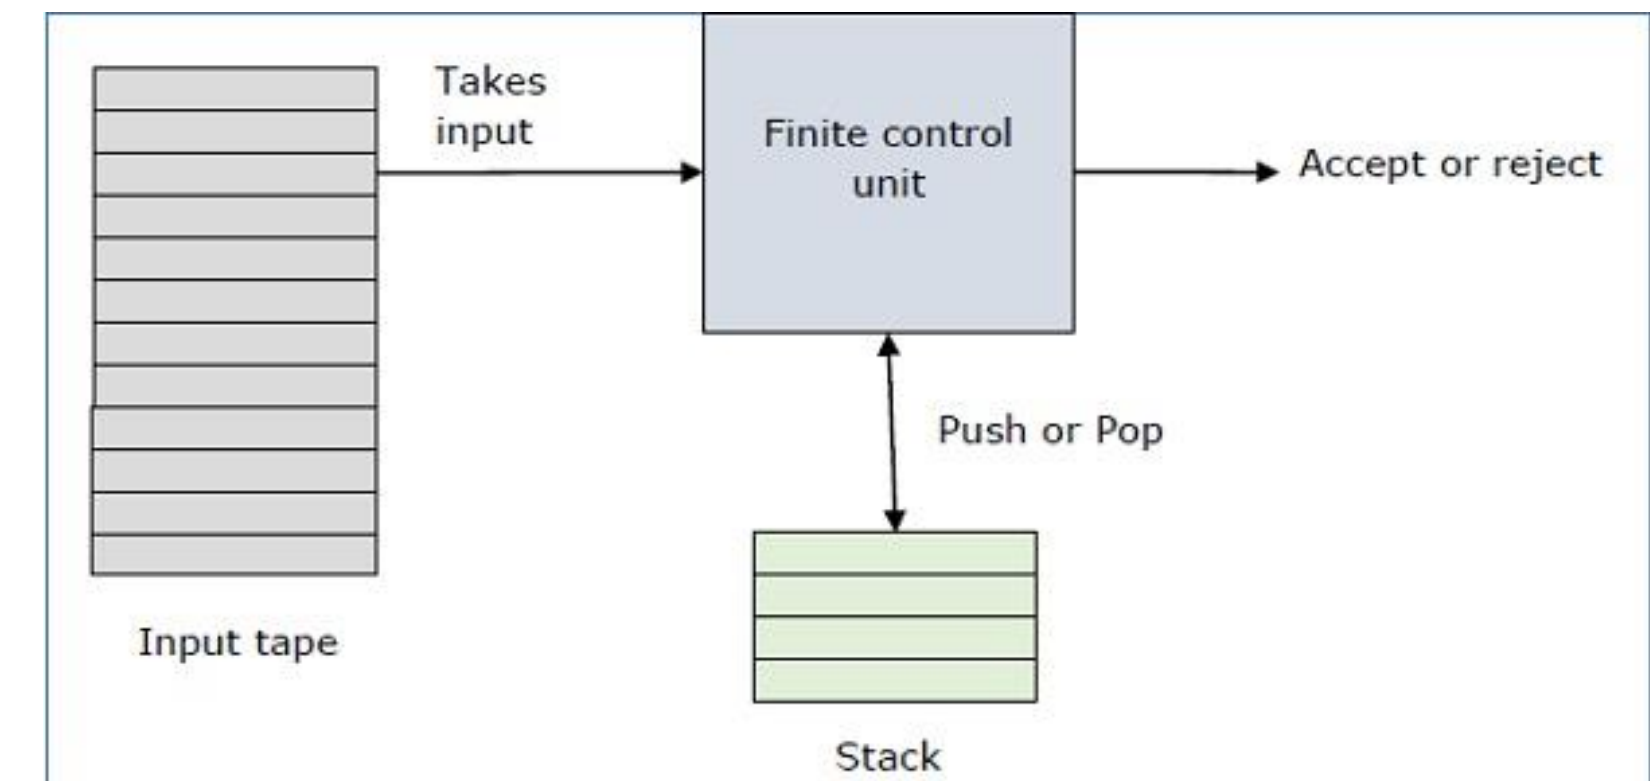 Takes
input
Finite control
unit
Accept or reject
Push or Pop
Input tape
Stack